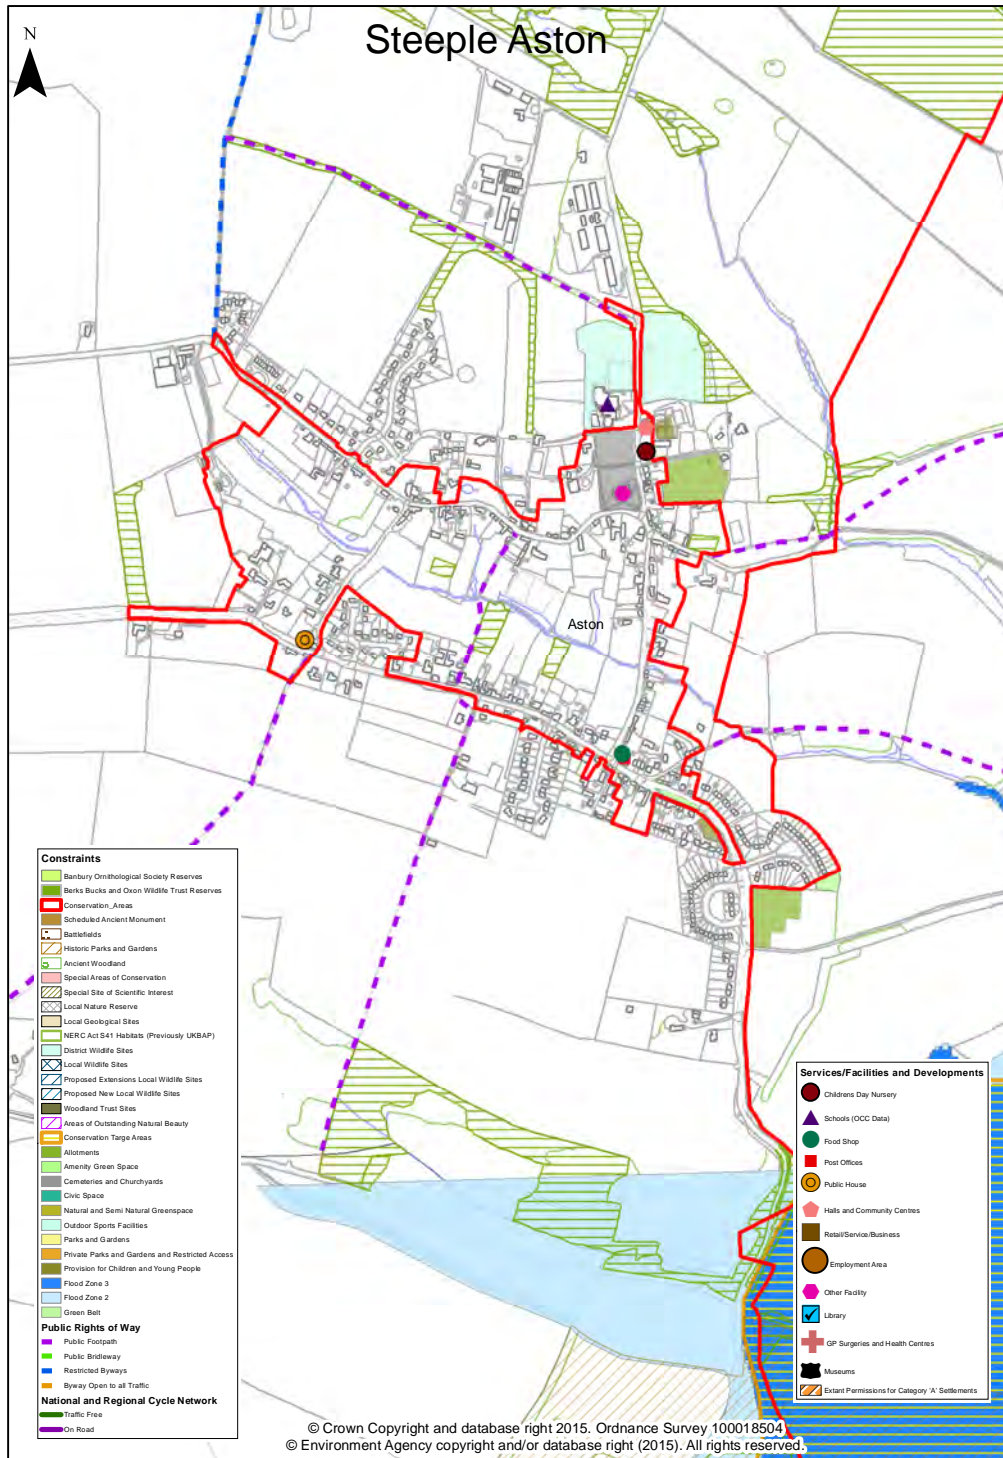 Steeple Aston
N
Aston
Constraints
Banbury Ornithological Society Reserves
Berks Bucks and Oxon Wildlife Trust Reserves
Conservation_Areas
Scheduled Ancient Monument
Battlefields
Historic Parks and Gardens
Ancient Woodland
Special Areas of Conservation
Special Site of Scientific Interest
Local Nature Reserve
Local Geological Sites
NERC Act S41 Habitats (Previously UKBAP)
District Wildlife Sites
Local Wildlife Sites
Proposed Extensions Local Wildlife Sites
Proposed New Local Wildlife Sites
Woodland Trust Sites
Areas of Outstanding Natural Beauty
Conservation Targe Areas
Allotments
Amenity Green Space
Cemeteries and Churchyards
Civic Space
Natural and Semi Natural Greenspace
Outdoor Sports Facilities
Parks and Gardens
Private Parks and Gardens and Restricted Access
Provision for Children and Young People
Flood Zone 3
Flood Zone 2
Green Belt
Public Rights of Way
Public Footpath
Public Bridleway
Restricted Byways
Byway Open to all Traffic
National and Regional Cycle Network
Traffic Free
On Road
Services/Facilities and Developments
Childrens Day Nursery
Schools (OCC Data)
Food Shop
Post Offices
Public House
Halls and Community Centres
Retail/Service/Business
Employment Area
Other Facility
Library
GP Surgeries and Health Centres
Museums
Extant Permissions for Category 'A' Settlements
© Crown Copyright and database right 2015. Ordnance Survey 100018504
© Environment Agency copyright and/or database right (2015). All rights reserved.